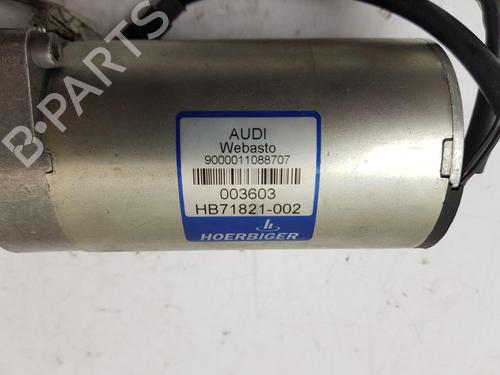 B-PARTS
AUDI
Webasto
9000011088707
003603
HB71821-002
HOERBIGER